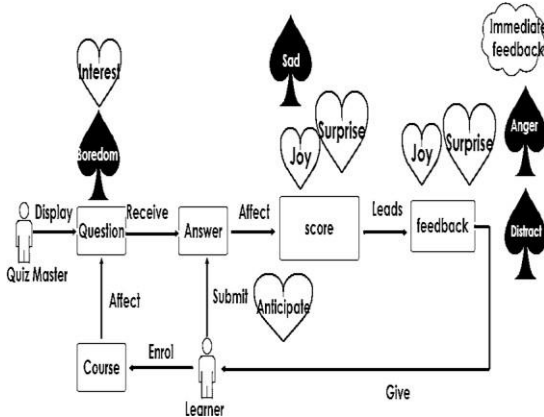 Immediate
feedback
Interest
Sad
Surprise
Joy
Joy
Surprise
Anger
Boredom
Display
Receive
Affect
Leads
Question
Answer
score
feedback
Distract
Quiz Master
Affect
Submit
Anticipate
Enrol
Course
Give
Learner